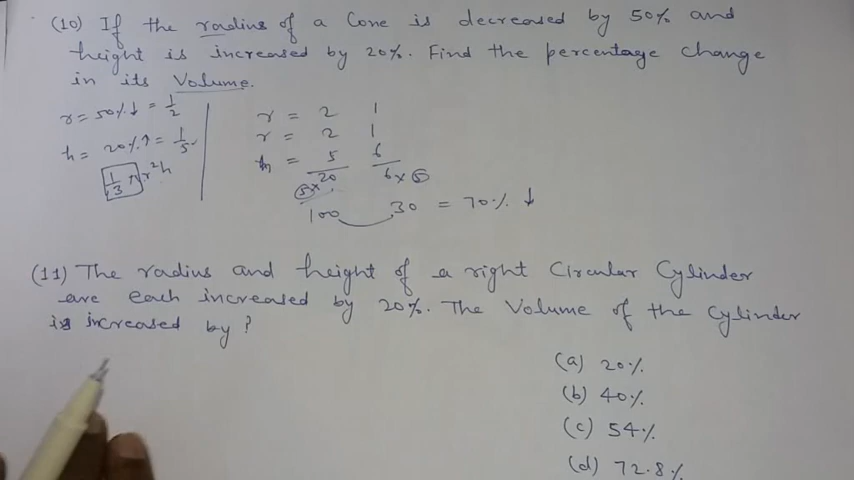 (10) If the radius of a Cone is decreased by 50% and
height is increased by 20%. Find the percentage change
in its Volume.
r = 50%↓ = 1/2
h = 20%↑ = 1/5
1/3 πr²h
r = 2 1
r = 2 1
h = 5 6
20 6x5
5x
100 30 = 70% ↓
(11) The radius and height of a right Circular Cylinder
are each increased by 20%. The Volume of the Cylinder
is increased by?
(a) 20%
(b) 40%
(c) 54%
(d) 72.8%